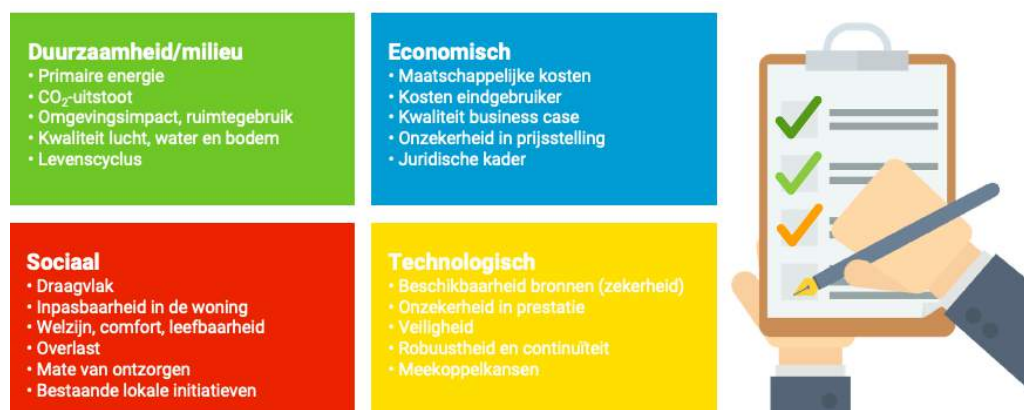 Duurzaamheid/milieu
• Primaire energie
• CO₂-uitstoot
• Omgevingsimpact, ruimtegebruik
• Kwaliteit lucht, water en bodem
• Levenscyclus
Economisch
• Maatschappelijke kosten
• Kosten eindgebruiker
• Kwaliteit business case
• Onzekerheid in prijsstelling
• Juridische kader
Sociaal
• Draagvlak
• Inpasbaarheid in de woning
• Welzijn, comfort, leefbaarheid
• Overlast
• Mate van ontzorgen
• Bestaande lokale initiatieven
Technologisch
• Beschikbaarheid bronnen (zekerheid)
• Onzekerheid in prestatie
• Veiligheid
• Robuustheid en continuïteit
• Meekoppelkansen